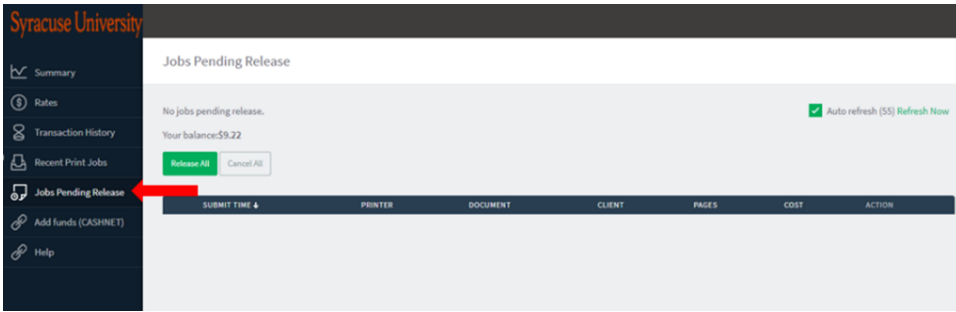 Syracuse University
Summary
Rates
Transaction History
Recent Print Jobs
Jobs Pending Release
Add funds (CASHNET)
Help
Jobs Pending Release
No jobs pending release.
Auto refresh (55) Refresh Now
Your balance:$9.22
Release All Cancel All
SUBMIT TIME PRINTER DOCUMENT CLIENT PAGES COST ACTION